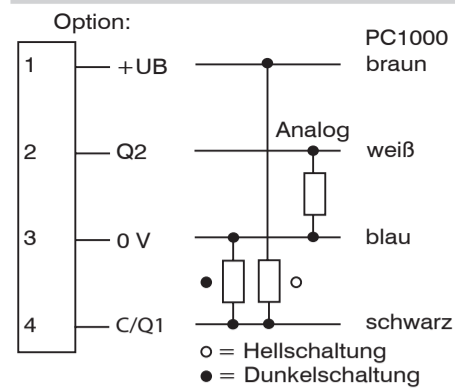 Option:
PC1000
1 +UB braun
Analog
2 Q2 weiß
3 0 V blau
4 C/Q1 schwarz
○ = Hellschaltung
● = Dunkelschaltung